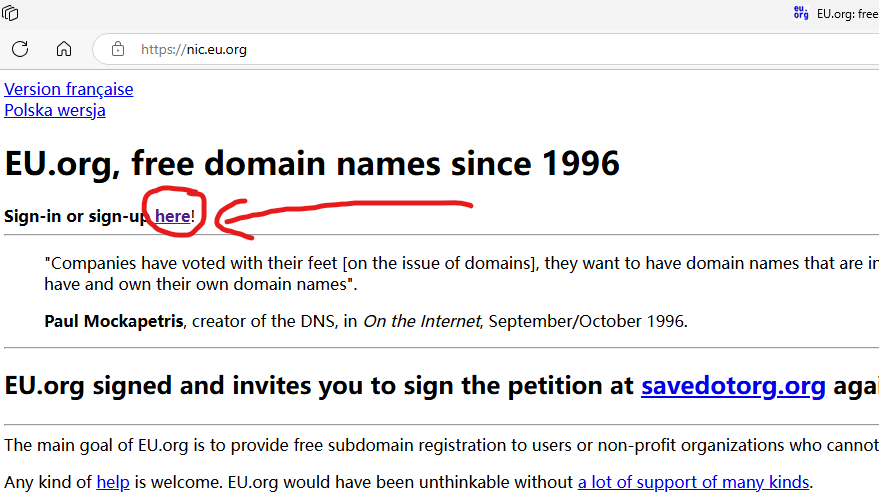 eu.
org
EU.org: free
https://nic.eu.org
Version française
Polska wersja
EU.org, free domain names since 1996
Sign-in or sign-up here!
"Companies have voted with their feet [on the issue of domains], they want to have domain names that are in
have and own their own domain names".
Paul Mockapetris, creator of the DNS, in On the Internet, September/October 1996.
EU.org signed and invites you to sign the petition at savedotorg.org agai
The main goal of EU.org is to provide free subdomain registration to users or non-profit organizations who cannot
Any kind of help is welcome. EU.org would have been unthinkable without a lot of support of many kinds.